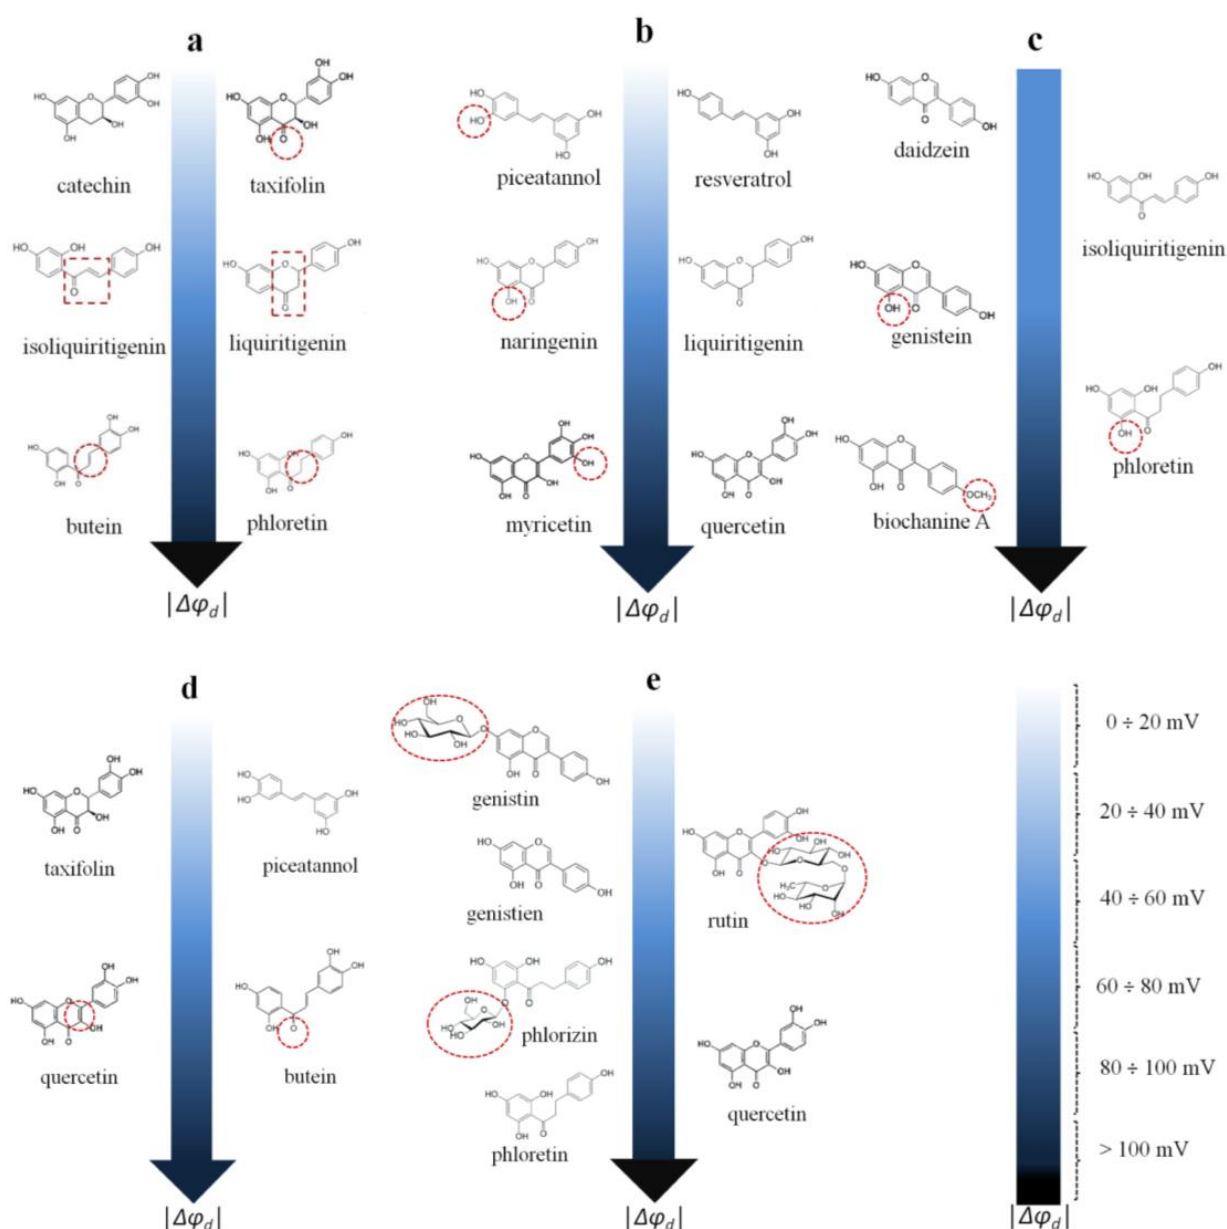 a
catechin
taxifolin
isoliquiritigenin
liquiritigenin
butein
phloretin
|Δφd|
b
piceatannol
resveratrol
naringenin
liquiritigenin
myricetin
quercetin
|Δφd|
c
daidzein
isoliquiritigenin
genistein
phloretin
biochanine A
|Δφd|
d
taxifolin
piceatannol
quercetin
butein
|Δφd|
e
genistin
genistien
rutin
phlorizin
quercetin
phloretin
|Δφd|
0 ÷ 20 mV
20 ÷ 40 mV
40 ÷ 60 mV
60 ÷ 80 mV
80 ÷ 100 mV
> 100 mV
|Δφd|